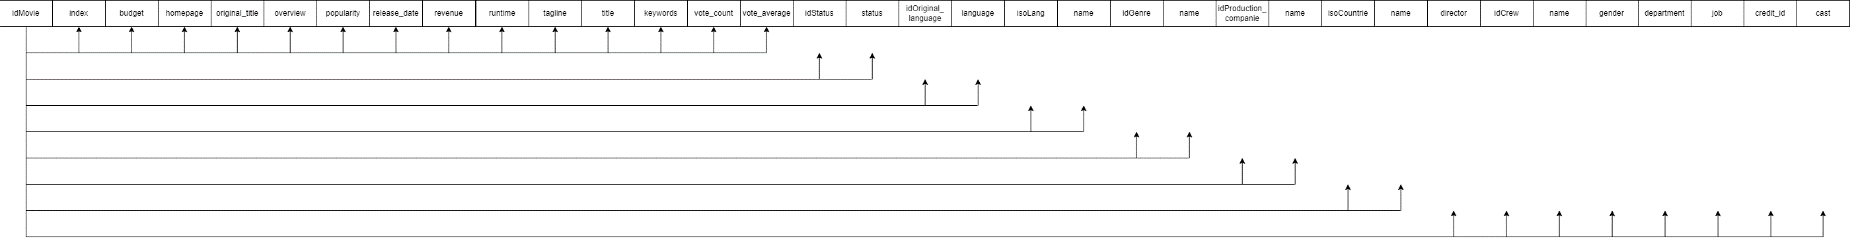 idMovie index budget homepage original_title overview popularity release_date revenue runtime tagline title keywords vote_count vote_average idStatus status idOriginal_ language idOriginal_ language isoLang name idGenre name idProduction_ companie name isoCountrie name director idCrew name gender department job credit_id cast